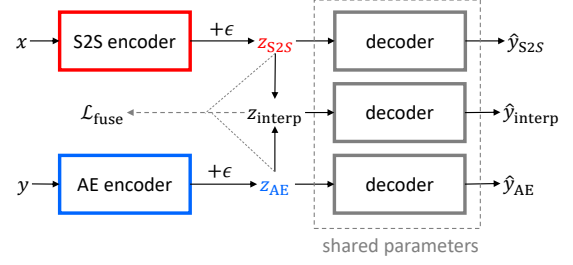 x S2S encoder +ϵ z_S2S decoder ŷ_S2S
ℒ_fuse z_interp decoder ŷ_interp
y AE encoder +ϵ z_AE decoder ŷ_AE
shared parameters